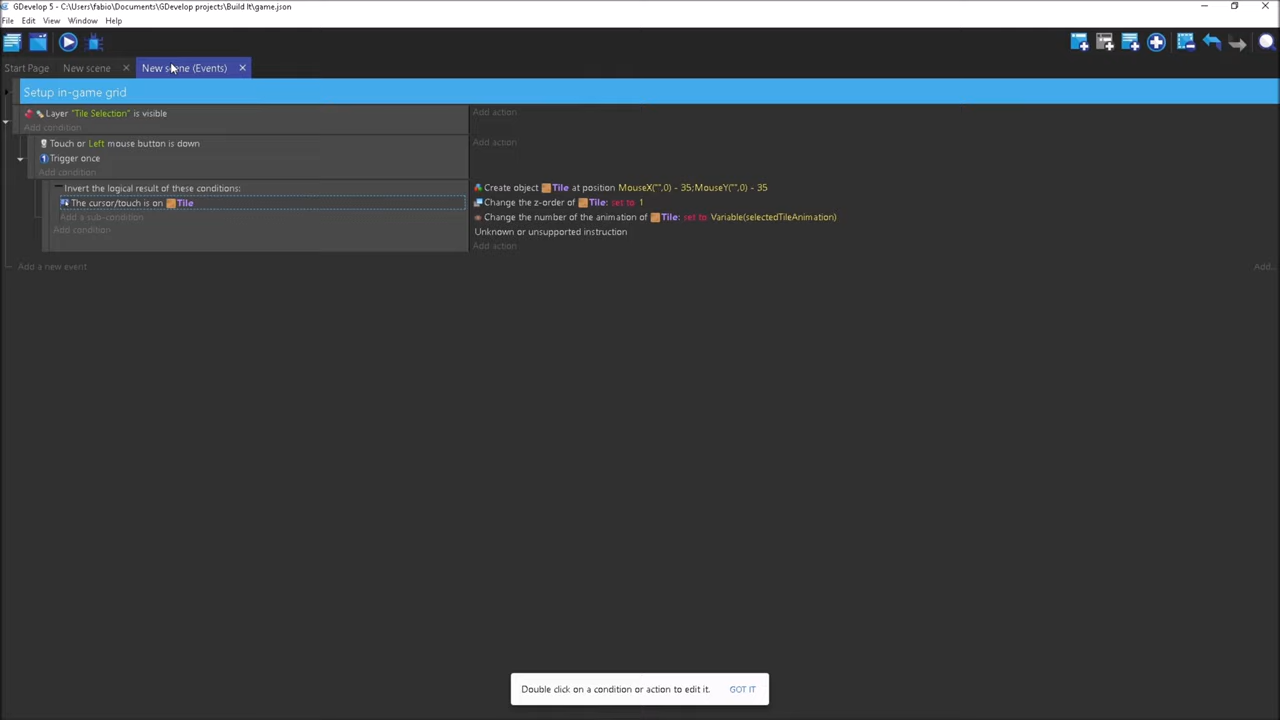 GDevelop 5 - C:\Users\fabio\Documents\GDevelop projects\Build It\game.json
File Edit View Window Help
Start Page New scene × New scene (Events) ×
Setup in-game grid
Layer "Tile Selection" is visible
Add action
Add condition
Touch or Left mouse button is down
Add action
Trigger once
Add condition
Invert the logical result of these conditions:
Create object Tile at position MouseX("",0) - 35;MouseY("",0) - 35
The cursor/touch is on Tile
Change the z-order of Tile: set to 1
Add a sub-condition
Change the number of the animation of Tile: set to Variable(selectedTileAnimation)
Add condition
Unknown or unsupported instruction
Add action
Add a new event
Add...
Double click on a condition or action to edit it. GOT IT